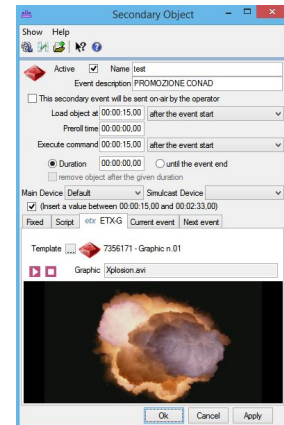 Secondary Object
Show Help
Active Name test
Event description PROMOZIONE CONAD
This secondary event will be sent on-air by the operator
Load object at 00:00:15,00 after the event start
Preroll time 00:00:00,00
Execute command 00:00:15,00 after the event start
Duration 00:00:00,00 until the event end
remove object after the given duration
Main Device Default Simulcast Device
(Insert a value between 00:00:15,00 and 00:02:33,00)
Fixed Script etx ETX-G Current event Next event
Template ... 7356171 - Graphic n.01
Graphic Xplosion.avi
Ok Cancel Apply